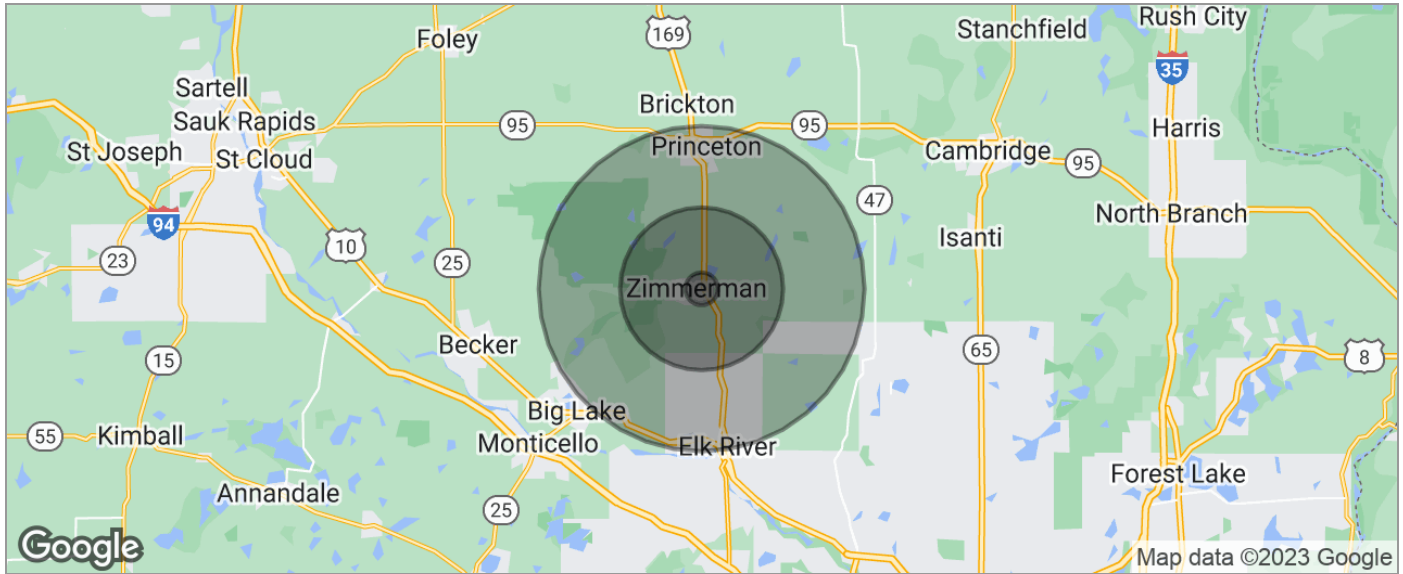 Rush City
Stanchfield
169
Foley
35
Sartell
Brickton
Sauk Rapids
95
95
Harris
St Joseph
St Cloud
Princeton
Cambridge
95
47
94
North Branch
10
Isanti
23
25
Zimmerman
Becker
65
8
15
Big Lake
55
Kimball
Monticello
Elk River
Forest Lake
Annandale
25
Google
Map data ©2023 Google